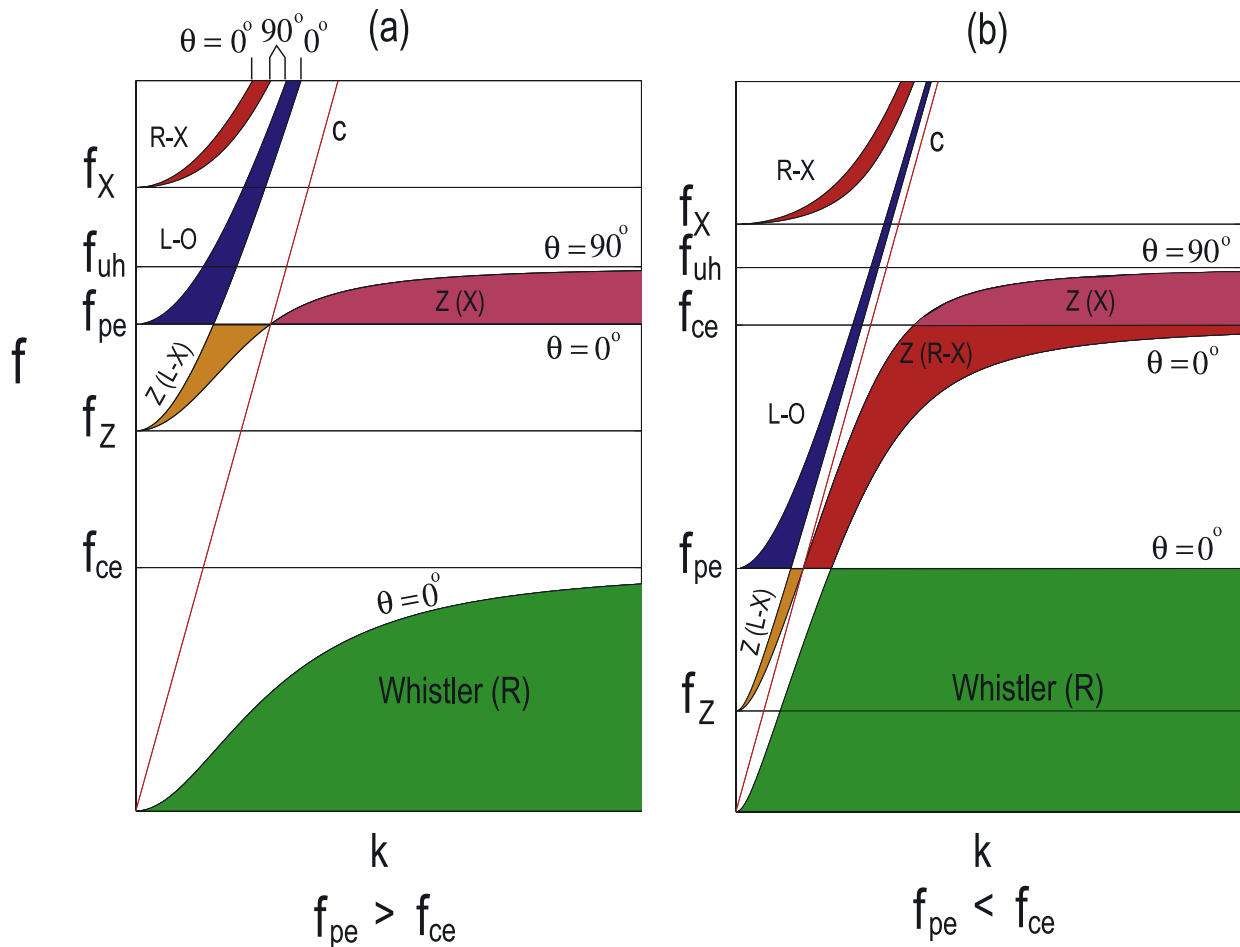 (a)
θ = 0° 90° 0°
c
R-X
f_X
L-O
θ = 90°
f_uh
Z (X)
f_pe
θ = 0°
Z (L-X)
f
f_Z
f_ce
θ = 0°
Whistler (R)
k
f_pe > f_ce
(b)
c
R-X
f_X
θ = 90°
f_uh
Z (X)
f_ce
Z (R-X)
θ = 0°
L-O
θ = 0°
f_pe
Z (L-X)
Whistler (R)
f_Z
k
f_pe < f_ce